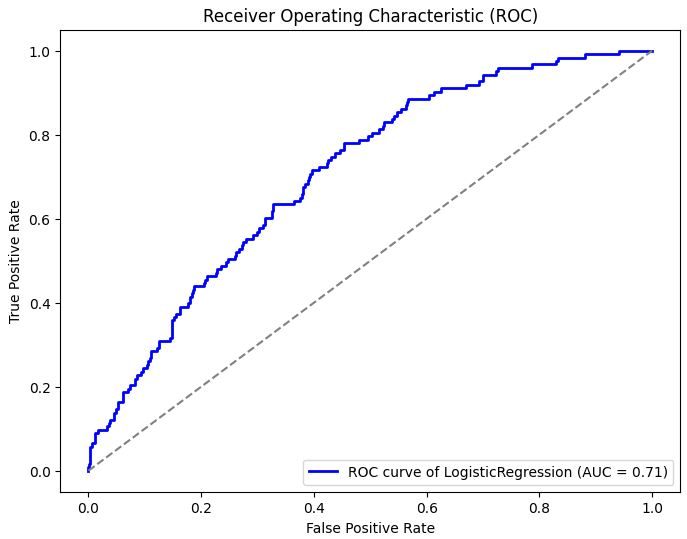 Receiver Operating Characteristic (ROC)
True Positive Rate
1.0
0.8
0.6
0.4
0.2
0.0
ROC curve of LogisticRegression (AUC = 0.71)
0.0 0.2 0.4 0.6 0.8 1.0
False Positive Rate